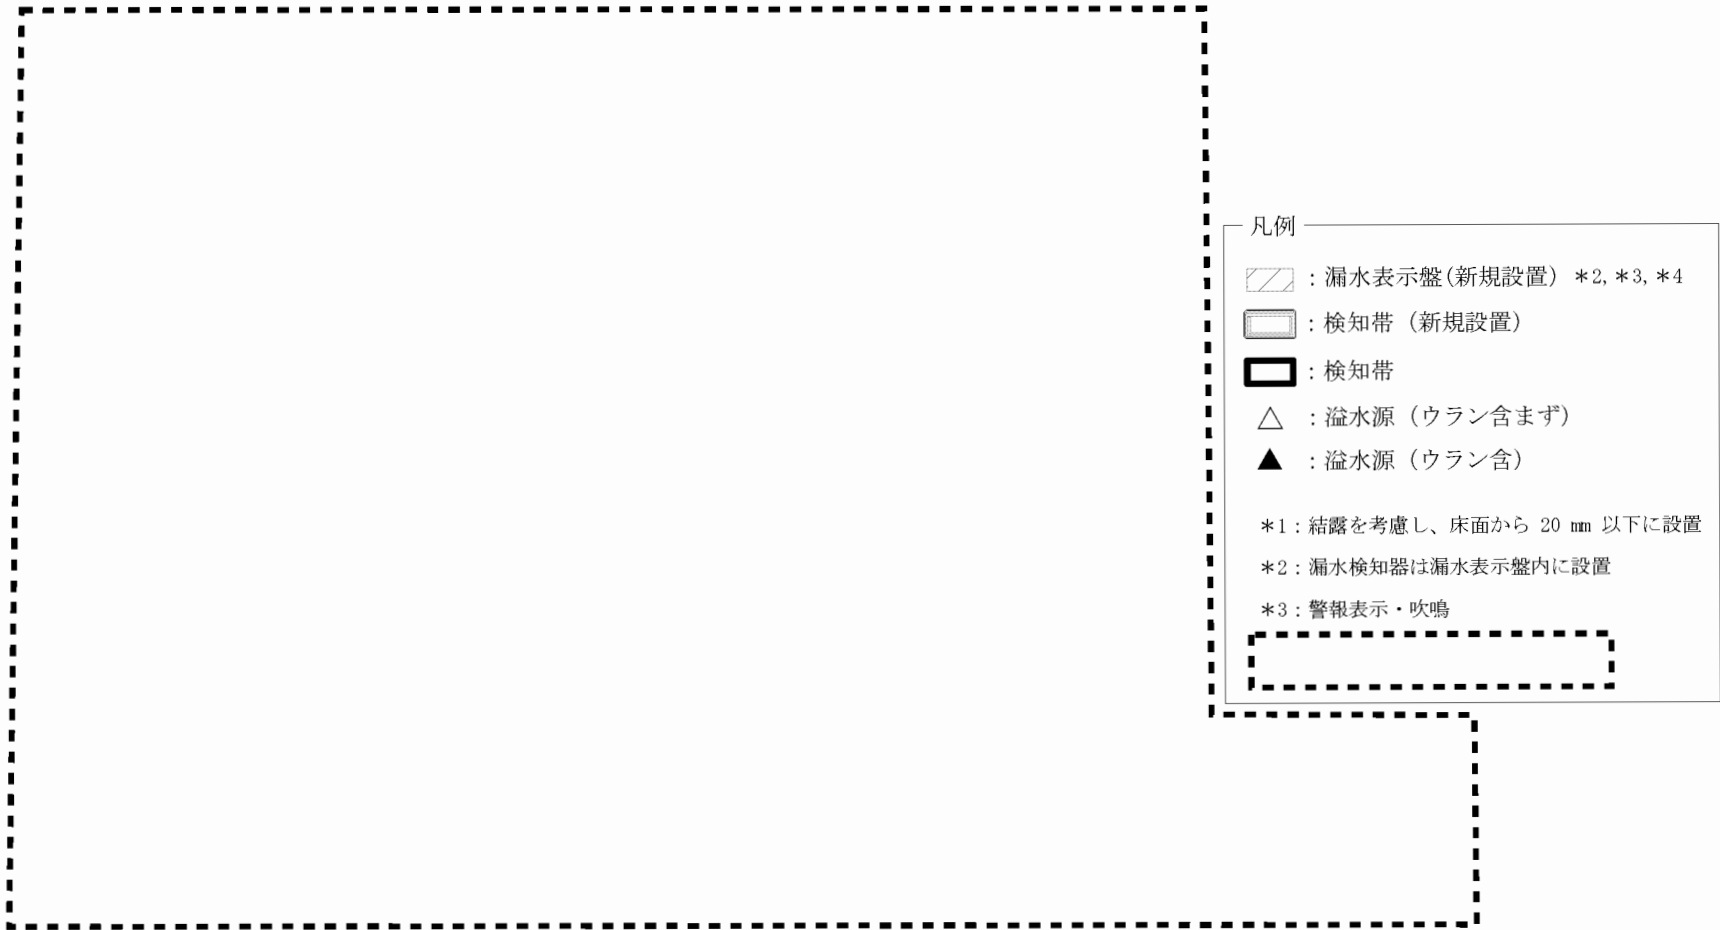 凡例
：漏水表示盤(新規設置) ＊2,＊3,＊4
：検知帯（新規設置）
：検知帯
：溢水源（ウラン含まず）
：溢水源（ウラン含）
＊1：結露を考慮し、床面から 20 ㎜ 以下に設置
＊2：漏水検知器は漏水表示盤内に設置
＊3：警報表示・吹鳴